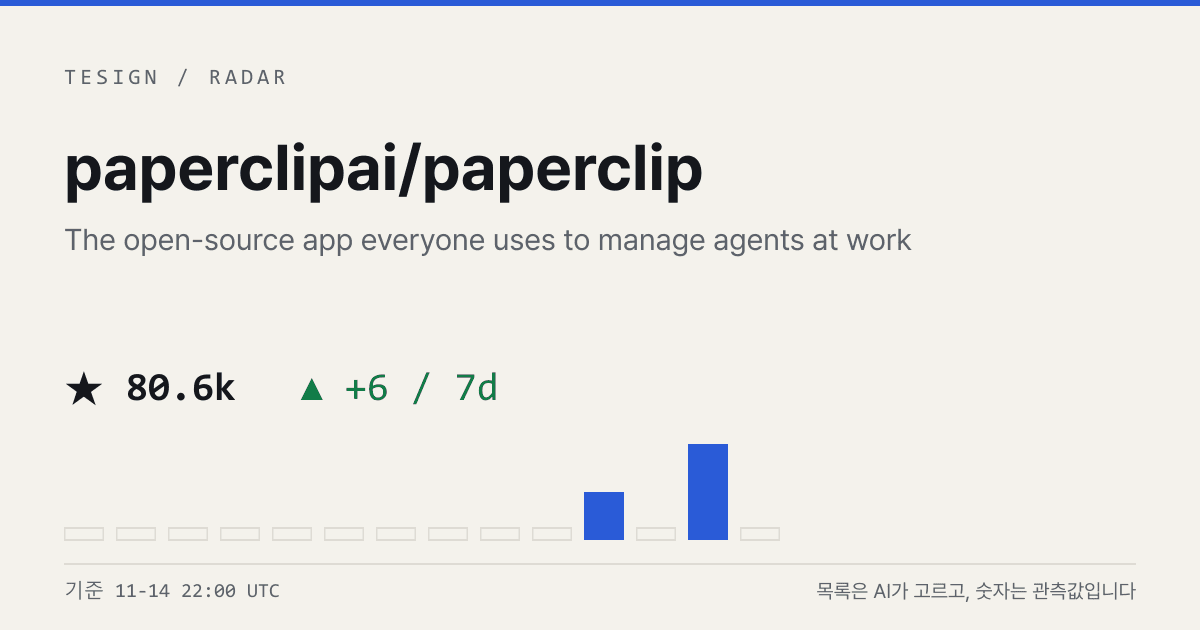 TESIGN / RADAR
paperclipai/paperclip
The open-source app everyone uses to manage agents at work
★ 80.6k ▲ +6 / 7d
기준 11-14 22:00 UTC
목록은 AI가 고르고, 숫자는 관측값입니다